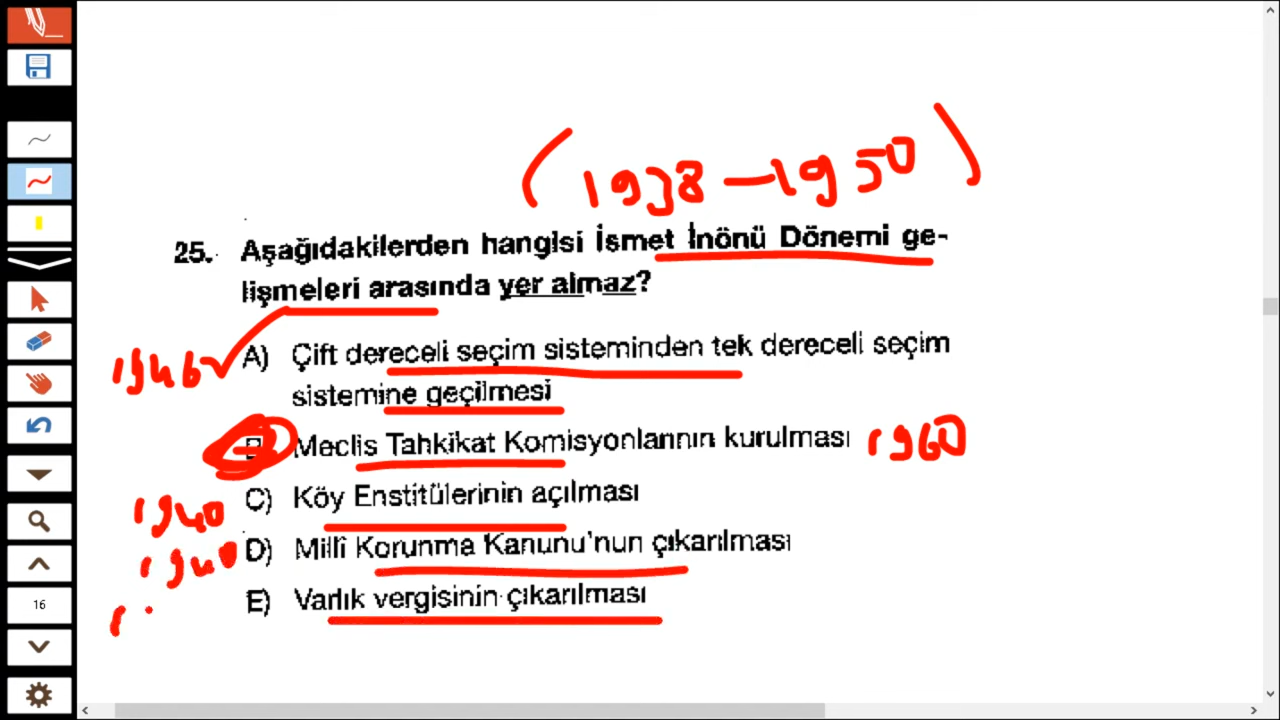 (1938-1950)
25. Aşağıdakilerden hangisi İsmet İnönü Dönemi ge-
lişmeleri arasında yer almaz?
1946 A) Çift dereceli seçim sisteminden tek dereceli seçim
sistemine geçilmesi
B) Meclis Tahkikat Komisyonlarının kurulması 1960
1940 C) Köy Enstitülerinin açılması
1940 D) Millî Korunma Kanunu'nun çıkarılması
E) Varlık vergisinin çıkarılması
16